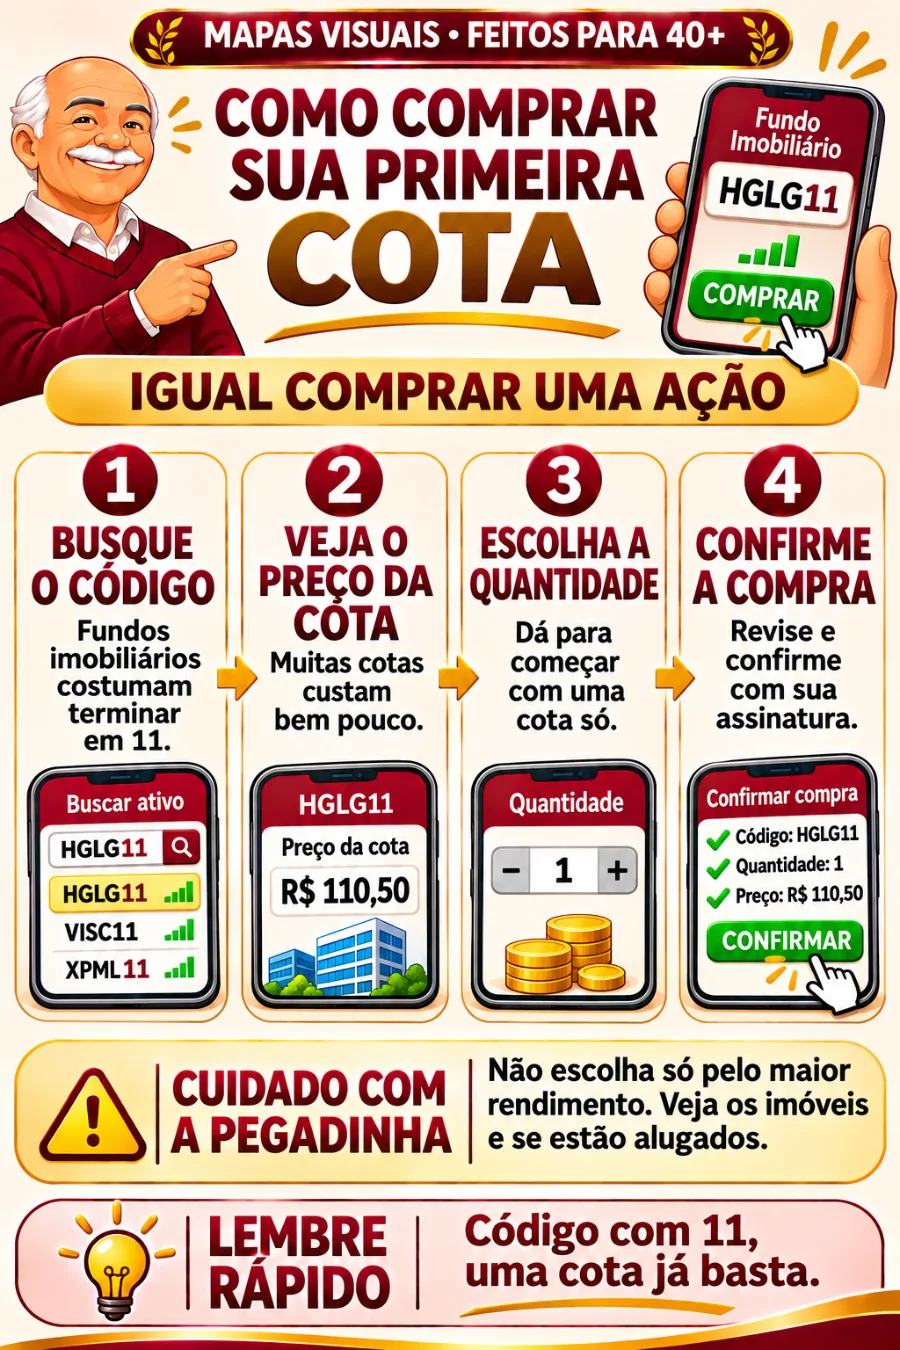 MAPAS VISUAIS • FEITOS PARA 40+
COMO COMPRAR
SUA PRIMEIRA
COTA
Fundo
Imobiliário
HGLG11
COMPRAR
IGUAL COMPRAR UMA AÇÃO
1
BUSQUE
O CÓDIGO
Fundos
imobiliários
costumam
terminar
em 11.
Buscar ativo
HGLG11
HGLG11
VISC11
XPML11
2
VEJA O
PREÇO DA
COTA
Muitas cotas
custam
bem pouco.
HGLG11
Preço da cota
R$ 110,50
3
ESCOLHA A
QUANTIDADE
Dá para
começar
com uma
cota só.
Quantidade
− 1 +
4
CONFIRME
A COMPRA
Revise e
confirme
com sua
assinatura.
Confirmar compra
Código: HGLG11
Quantidade: 1
Preço: R$ 110,50
CONFIRMAR
CUIDADO COM
A PEGADINHA
Não escolha só pelo maior
rendimento. Veja os imóveis
e se estão alugados.
LEMBRE
RÁPIDO
Código com 11,
uma cota já basta.